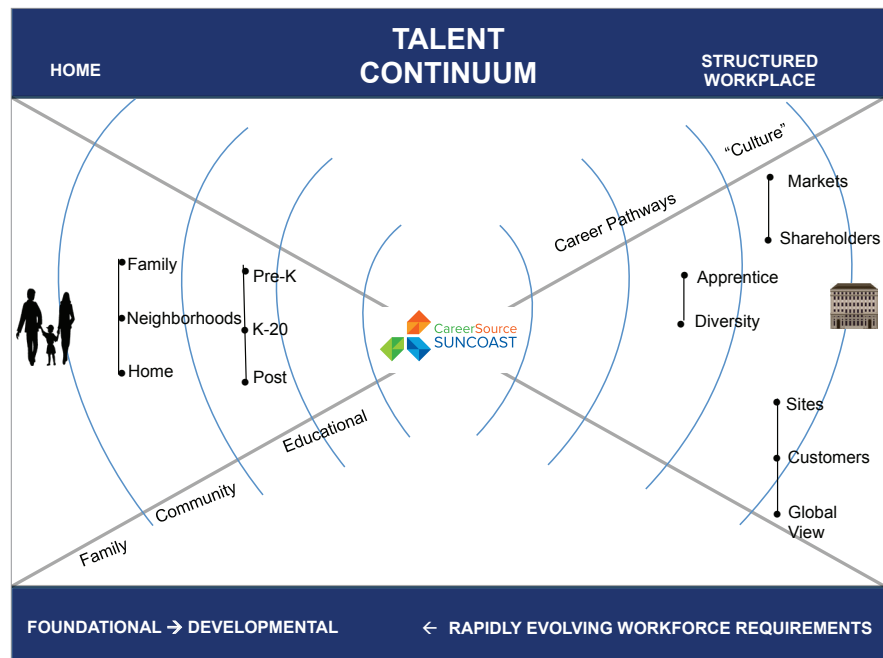 TALENT
CONTINUUM
HOME
STRUCTURED
WORKPLACE
"Culture"
Career Pathways
Markets
Shareholders
Family
Neighborhoods
Home
Pre-K
K-20
Post
CareerSource
SUNCOAST
Apprentice
Diversity
Sites
Customers
Global
View
Educational
Community
Family
FOUNDATIONAL → DEVELOPMENTAL
← RAPIDLY EVOLVING WORKFORCE REQUIREMENTS